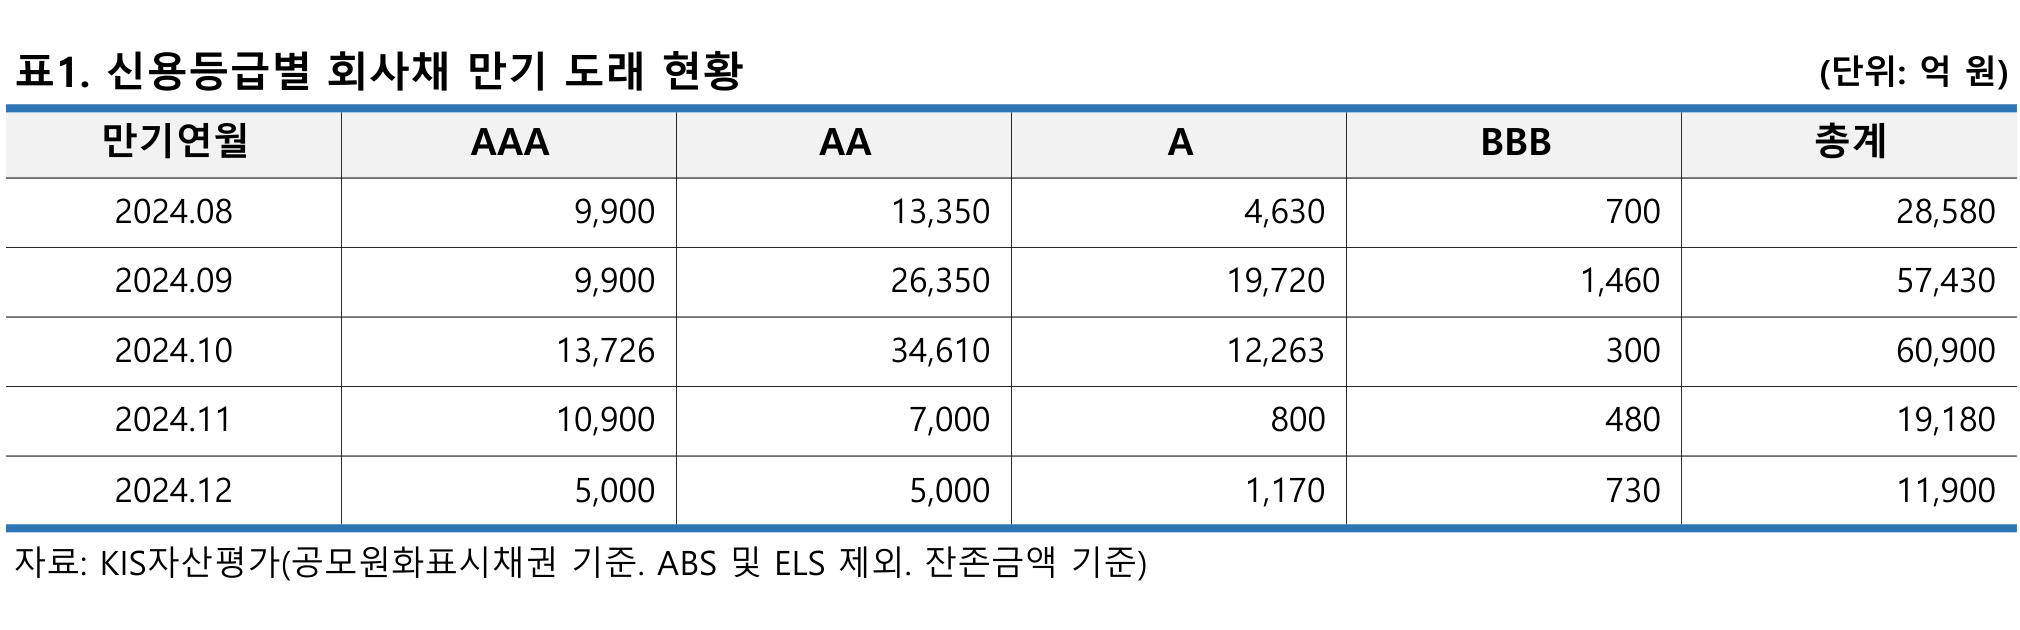 표1. 신용등급별 회사채 만기 도래 현황 (단위: 억 원)
만기연월 AAA AA A BBB 총계
2024.08 9,900 13,350 4,630 700 28,580
2024.09 9,900 26,350 19,720 1,460 57,430
2024.10 13,726 34,610 12,263 300 60,900
2024.11 10,900 7,000 800 480 19,180
2024.12 5,000 5,000 1,170 730 11,900
자료: KIS자산평가(공모원화표시채권 기준. ABS 및 ELS 제외. 잔존금액 기준)